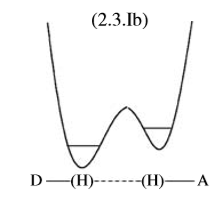 (2.3.Ib)
D—(H)------(H)—A